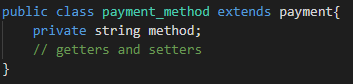 public class payment_method extends payment{
    private string method;
    // getters and setters
}